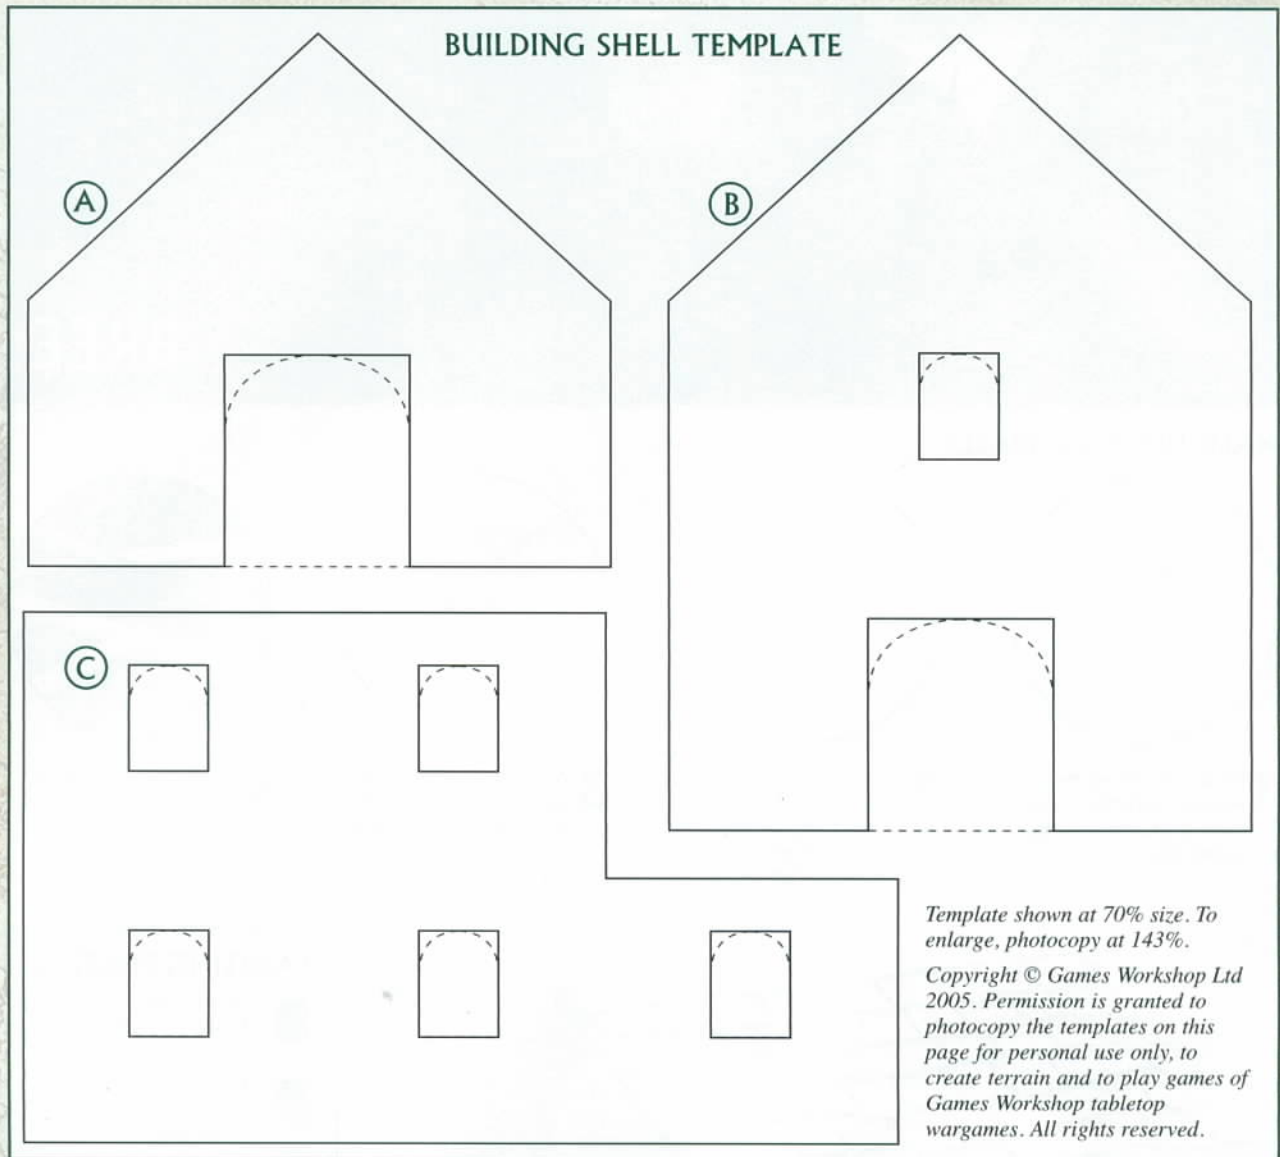 BUILDING SHELL TEMPLATE
A
B
C
Template shown at 70% size. To
enlarge, photocopy at 143%.
Copyright © Games Workshop Ltd
2005. Permission is granted to
photocopy the templates on this
page for personal use only, to
create terrain and to play games of
Games Workshop tabletop
wargames. All rights reserved.